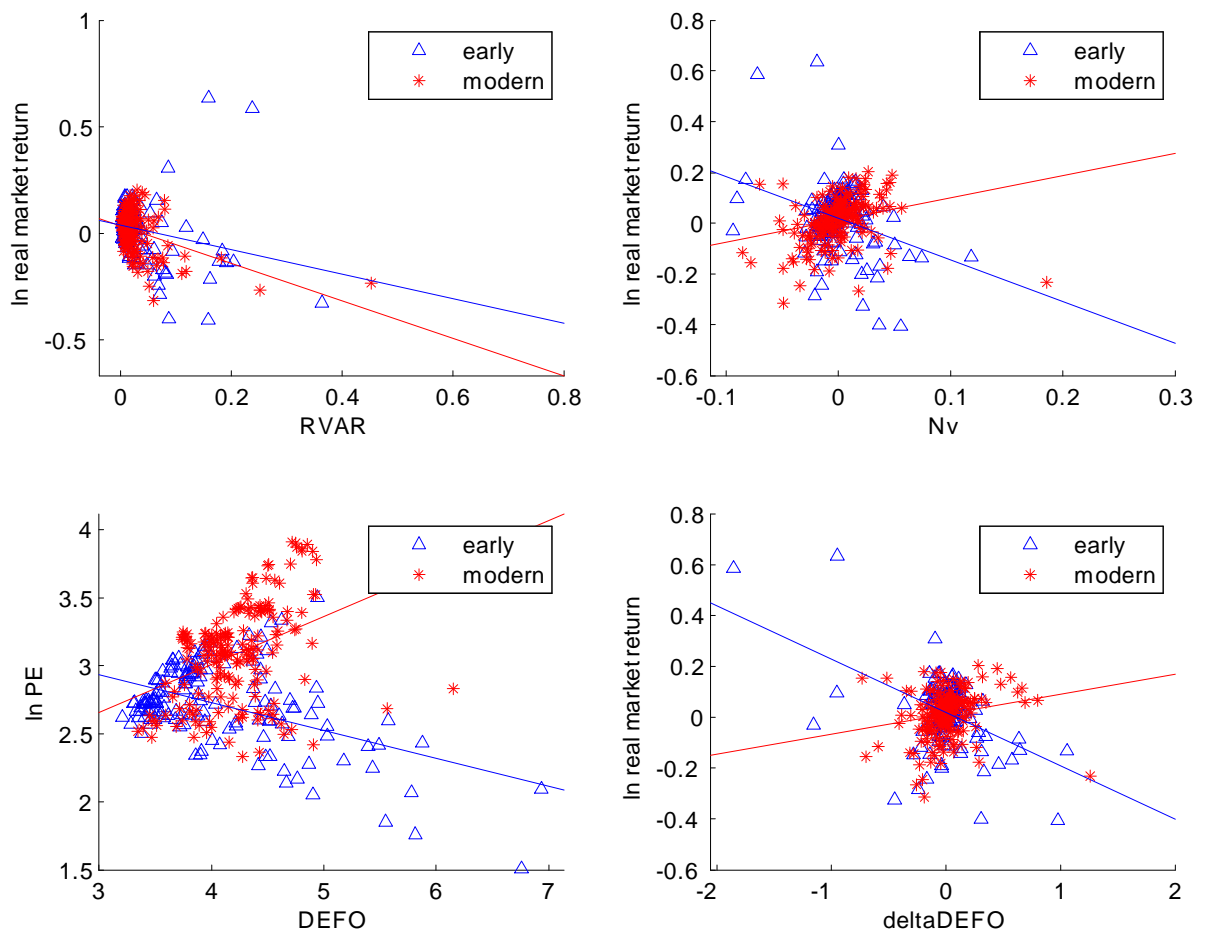 1
0.5
0
-0.5
0
0.2
0.4
0.6
0.8
RVAR
ln real market return
early
modern
0.8
0.6
0.4
0.2
0
-0.2
-0.4
-0.6
-0.1
0
0.1
0.2
0.3
Nv
ln real market return
early
modern
4
3.5
3
2.5
2
1.5
3
4
5
6
7
DEFO
ln PE
early
modern
0.8
0.6
0.4
0.2
0
-0.2
-0.4
-0.6
-2
-1
0
1
2
deltaDEFO
ln real market return
early
modern